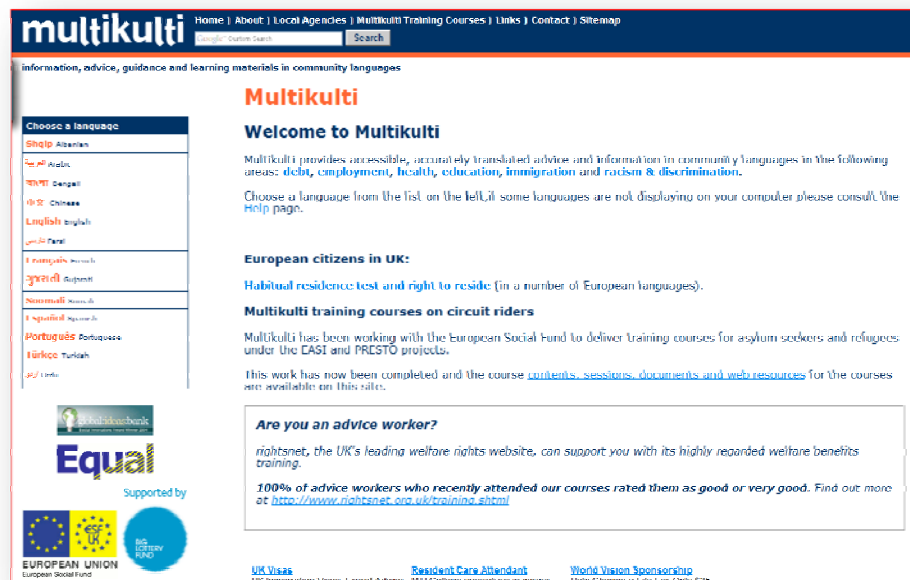 multikulti
Home | About | Local Agencies | Multikulti Training Courses | Links | Contact | Sitemap
Google™ Custom Search Search
information, advice, guidance and learning materials in community languages
Choose a language
Shqip Albanian
العربية Arabic
বাংলা Bengali
中文 Chinese
English English
فارسی Farsi
Français French
ગુજરાતી Gujarati
Soomali
Español Spanish
Português Portuguese
Türkçe Turkish
اردو Urdu
globalideasbank
Equal
Supported by
ESF
UK
BIG
LOTTERY
FUND
EUROPEAN UNION
European Social Fund
Multikulti
Welcome to Multikulti
Multikulti provides accessible, accurately translated advice and information in community languages in the following
areas: debt, employment, health, education, immigration and racism & discrimination.
Choose a language from the list on the left,if some languages are not displaying on your computer please consult the
Help page.
European citizens in UK:
Habitual residence test and right to reside (in a number of European languages).
Multikulti training courses on circuit riders
Multikulti has been working with the European Social Fund to deliver training courses for asylum seekers and refugees
under the EASI and PRESTO projects.
This work has now been completed and the course contents, sessions, documents and web resources for the courses
are available on this site.
Are you an advice worker?
rightsnet, the UK's leading welfare rights website, can support you with its highly regarded welfare benefits
training.
100% of advice workers who recently attended our courses rated them as good or very good. Find out more
at http://www.rightsnet.org.uk/training.shtml
UK Visas
Resident Care Attendant
World Vision Sponsorship